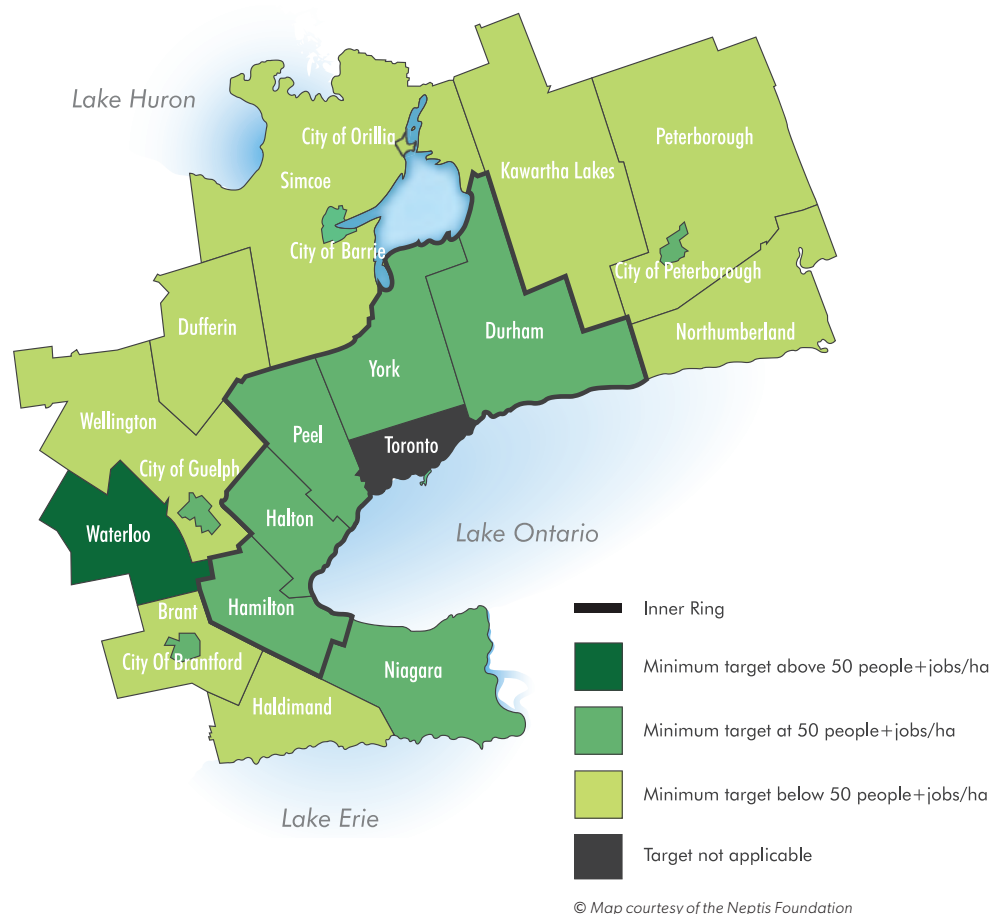 Lake Huron
City of Orillia
Peterborough
Simcoe
Kawartha Lakes
City of Barrie
City of Peterborough
Dufferin
Durham
Northumberland
York
Wellington
Peel
Toronto
City of Guelph
Halton
Waterloo
Lake Ontario
Brant
Hamilton
City Of Brantford
Niagara
Haldimand
Lake Erie
Inner Ring
Minimum target above 50 people+jobs/ha
Minimum target at 50 people+jobs/ha
Minimum target below 50 people+jobs/ha
Target not applicable
© Map courtesy of the Neptis Foundation